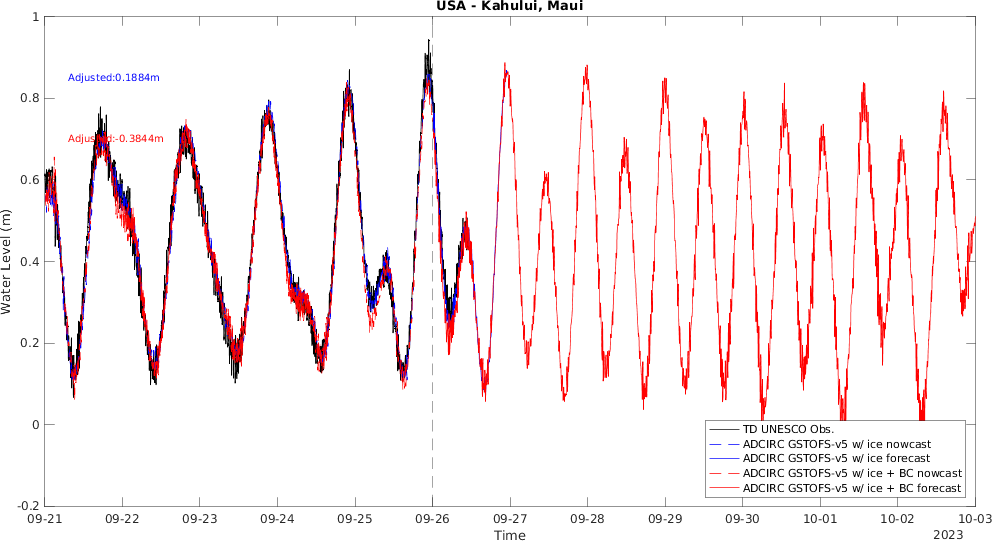 USA - Kahului, Maui
1
0.8
0.6
0.4
0.2
0
-0.2
Water Level (m)
Adjusted:0.1884m
Adjusted:-0.3844m
TD UNESCO Obs.
ADCIRC GSTOFS-v5 w/ ice nowcast
ADCIRC GSTOFS-v5 w/ ice forecast
ADCIRC GSTOFS-v5 w/ ice + BC nowcast
ADCIRC GSTOFS-v5 w/ ice + BC forecast
09-21 09-22 09-23 09-24 09-25 09-26 09-27 09-28 09-29 09-30 10-01 10-02 10-03
Time
2023